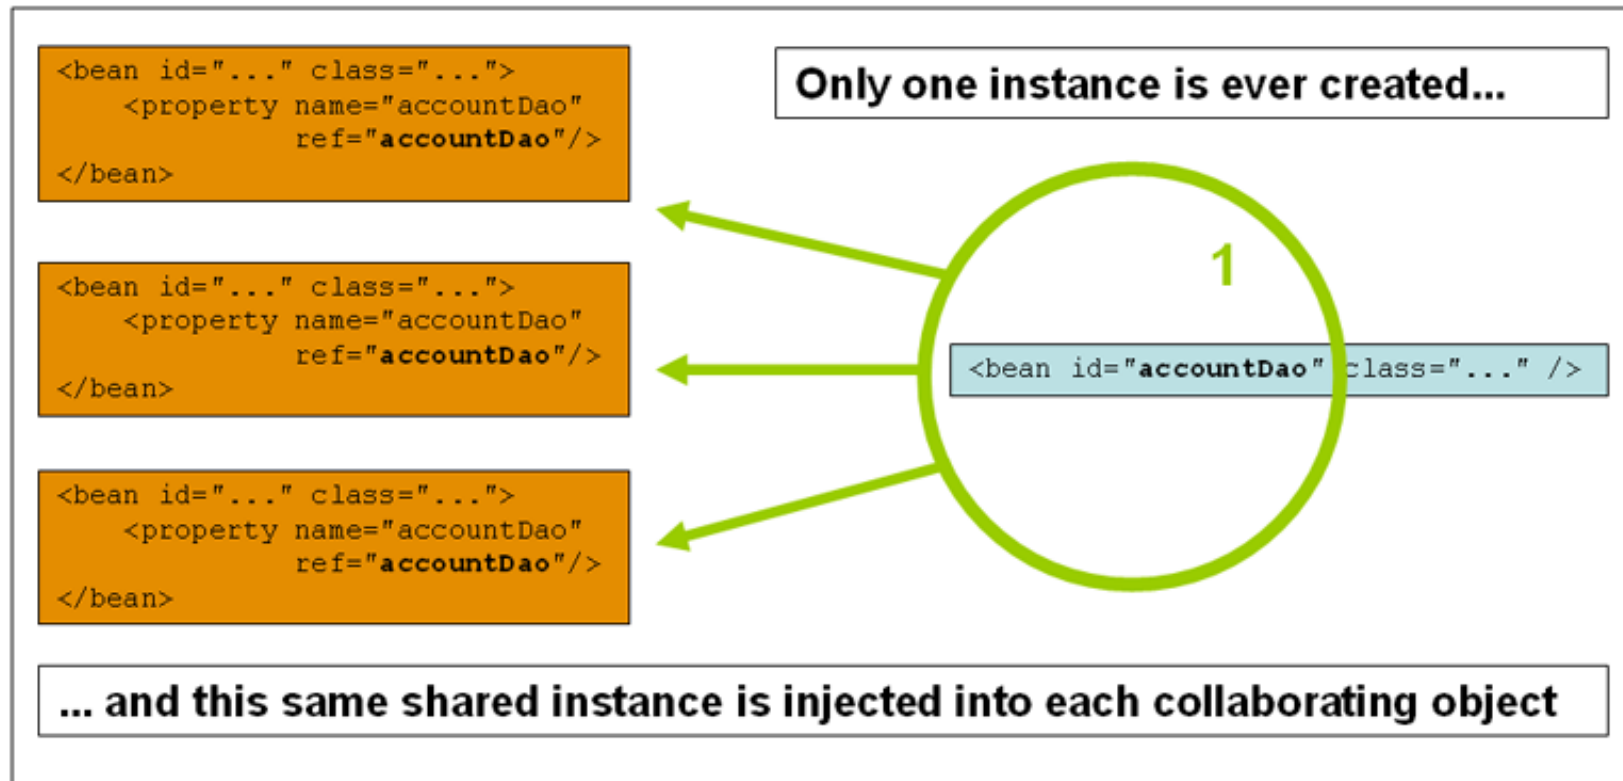 <bean id="..." class="...">
<property name="accountDao"
ref="accountDao"/>
</bean>
Only one instance is ever created...
<bean id="..." class="...">
<property name="accountDao"
ref="accountDao"/>
</bean>
1
<bean id="accountDao" class="..." />
<bean id="..." class="...">
<property name="accountDao"
ref="accountDao"/>
</bean>
... and this same shared instance is injected into each collaborating object